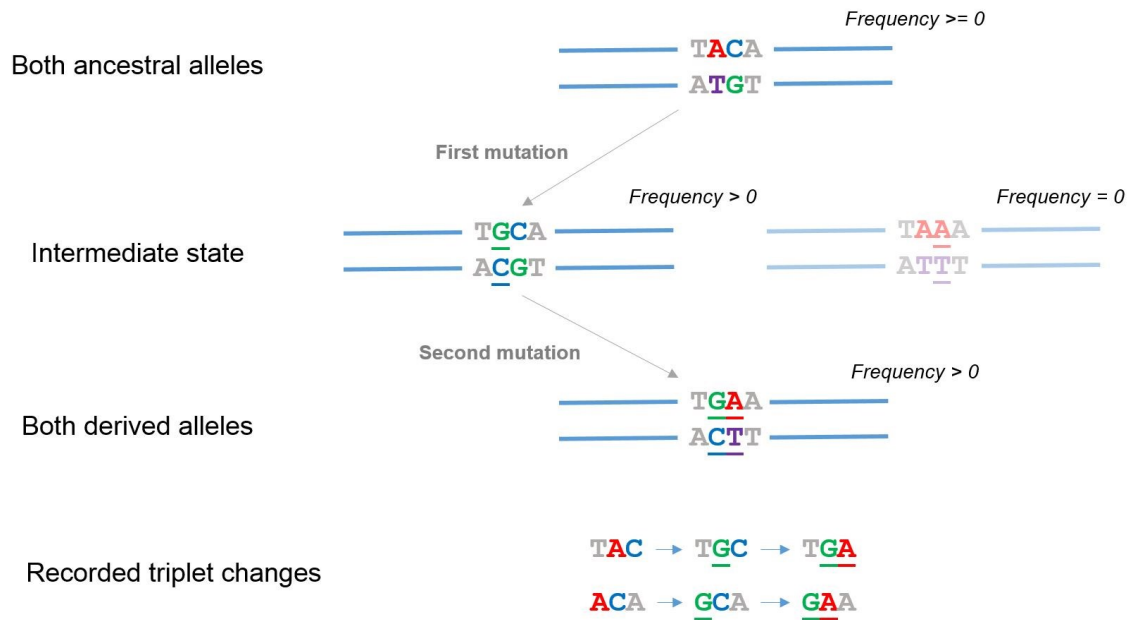 Frequency >= 0
Both ancestral alleles
TACA
ATGT
First mutation
Frequency > 0
Frequency = 0
Intermediate state
TGCA
ACGT
TAAA
ATTT
Second mutation
Frequency > 0
Both derived alleles
TGAA
ACTT
Recorded triplet changes
TAC → TGC → TGA
ACA → GCA → GAA